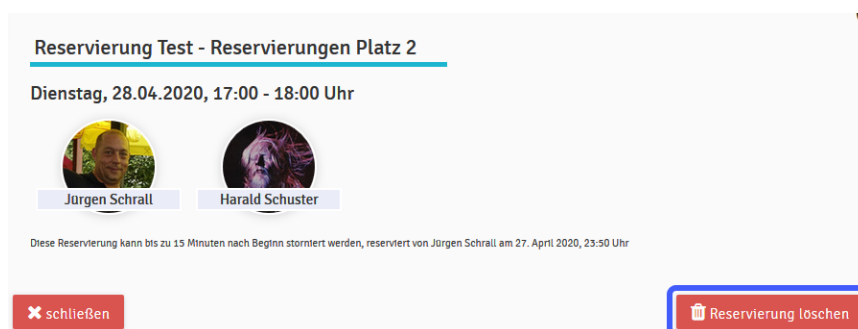 Reservierung Test - Reservierungen Platz 2
Dienstag, 28.04.2020, 17:00 - 18:00 Uhr
Jürgen Schrall Harald Schuster
Diese Reservierung kann bis zu 15 Minuten nach Beginn storniert werden, reserviert von Jürgen Schrall am 27. April 2020, 23:50 Uhr
schließen Reservierung löschen